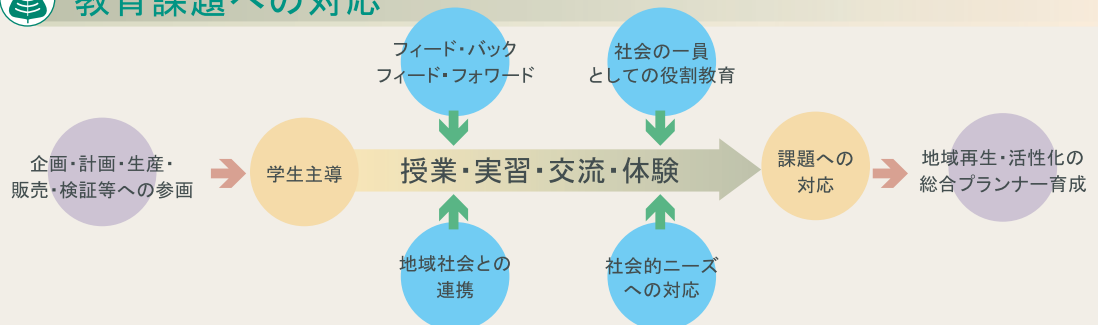 教育課題への対応
フィード・バック
フィード・フォワード
社会の一員
としての役割教育
企画・計画・生産・
販売・検証等への参画
学生主導
授業・実習・交流・体験
課題への
対応
地域再生・活性化の
総合プランナー育成
地域社会との
連携
社会的ニーズ
への対応